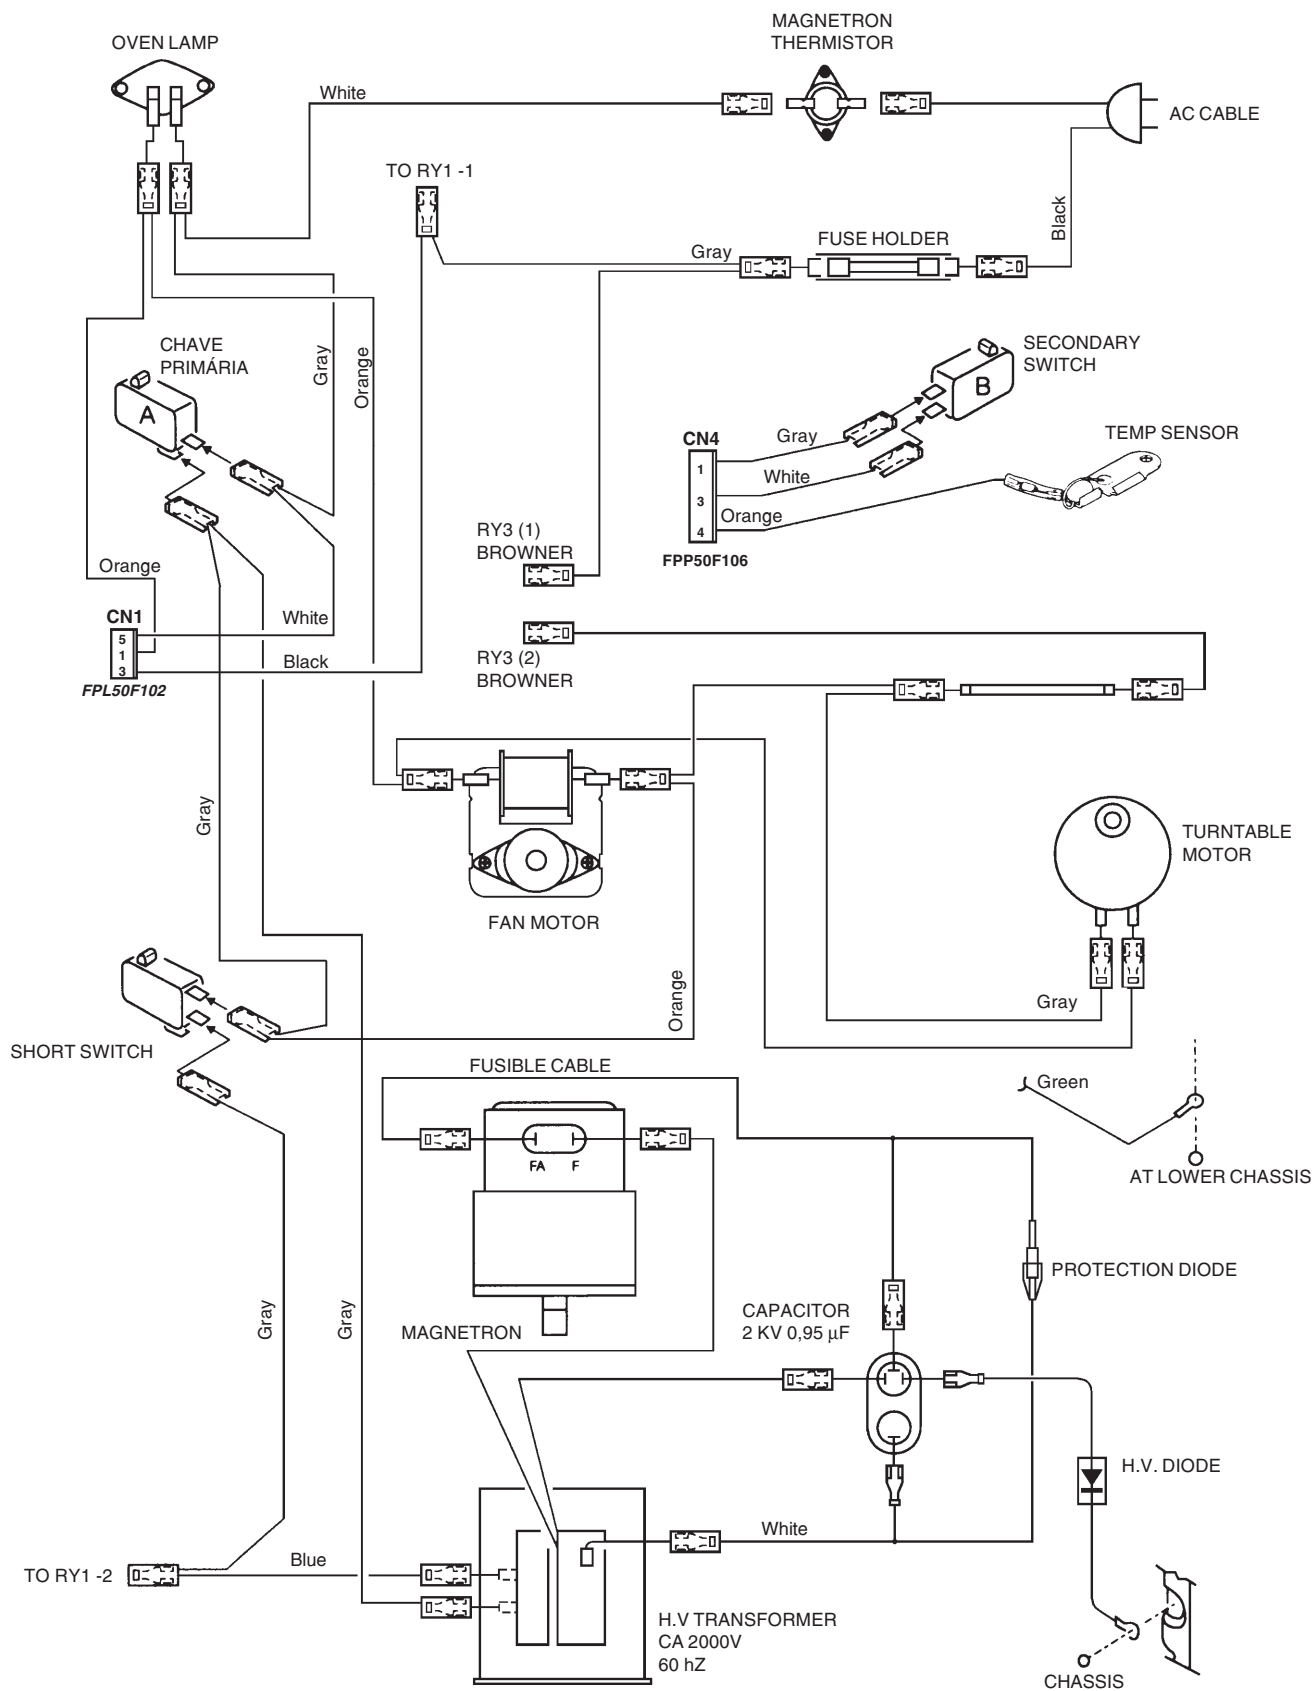 MAGNETRON
THERMISTOR
OVEN LAMP
White
AC CABLE
TO RY1 -1
Black
FUSE HOLDER
Gray
CHAVE
PRIMÁRIA
A
Gray
Orange
SECONDARY
SWITCH
B
CN4
Gray
1
White
3
Orange
4
FPP50F106
TEMP SENSOR
RY3 (1)
BROWNER
Orange
CN1
5
1
3
FPL50F102
White
Black
RY3 (2)
BROWNER
Gray
TURNTABLE
MOTOR
FAN MOTOR
Orange
Gray
SHORT SWITCH
FUSIBLE CABLE
Green
FA F
AT LOWER CHASSIS
PROTECTION DIODE
Gray
Gray
MAGNETRON
CAPACITOR
2 KV 0,95 µF
H.V. DIODE
White
TO RY1 -2
Blue
H.V TRANSFORMER
CA 2000V
60 hZ
CHASSIS